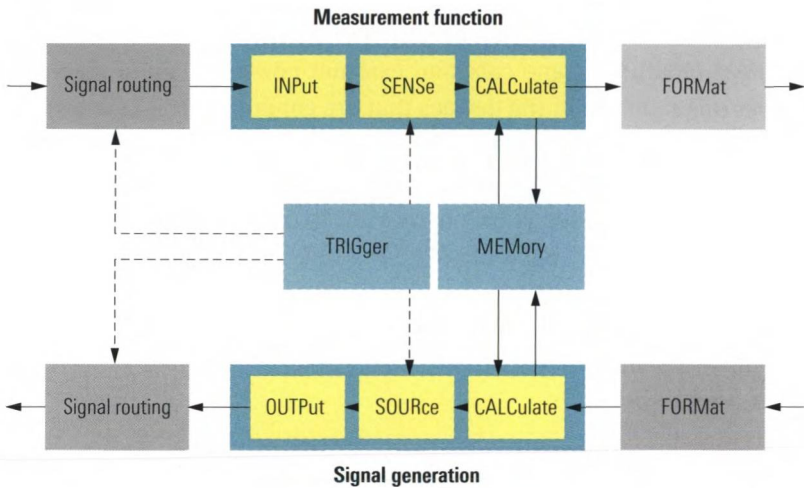 Measurement function
Signal routing
INPut
SENSe
CALCulate
FORMat
TRIGger
MEMory
Signal routing
OUTPut
SOURce
CALCulate
FORMat
Signal generation